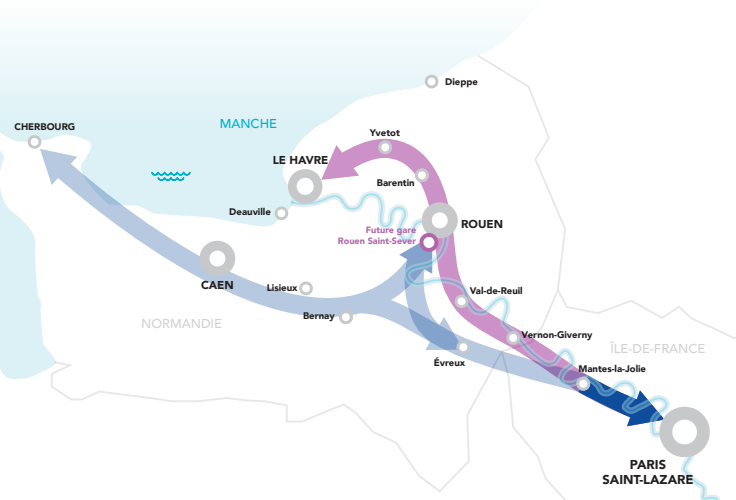 Dieppe
MANCHE
CHERBOURG
Yvetot
LE HAVRE
Barentin
Deauville
ROUEN
Future gare
Rouen Saint-Sever
CAEN
Lisieux
Val-de-Reuil
Bernay
NORMANDIE
Vernon-Giverny
ÎLE-DE-FRANCE
Évreux
Mantes-la-Jolie
PARIS
SAINT-LAZARE